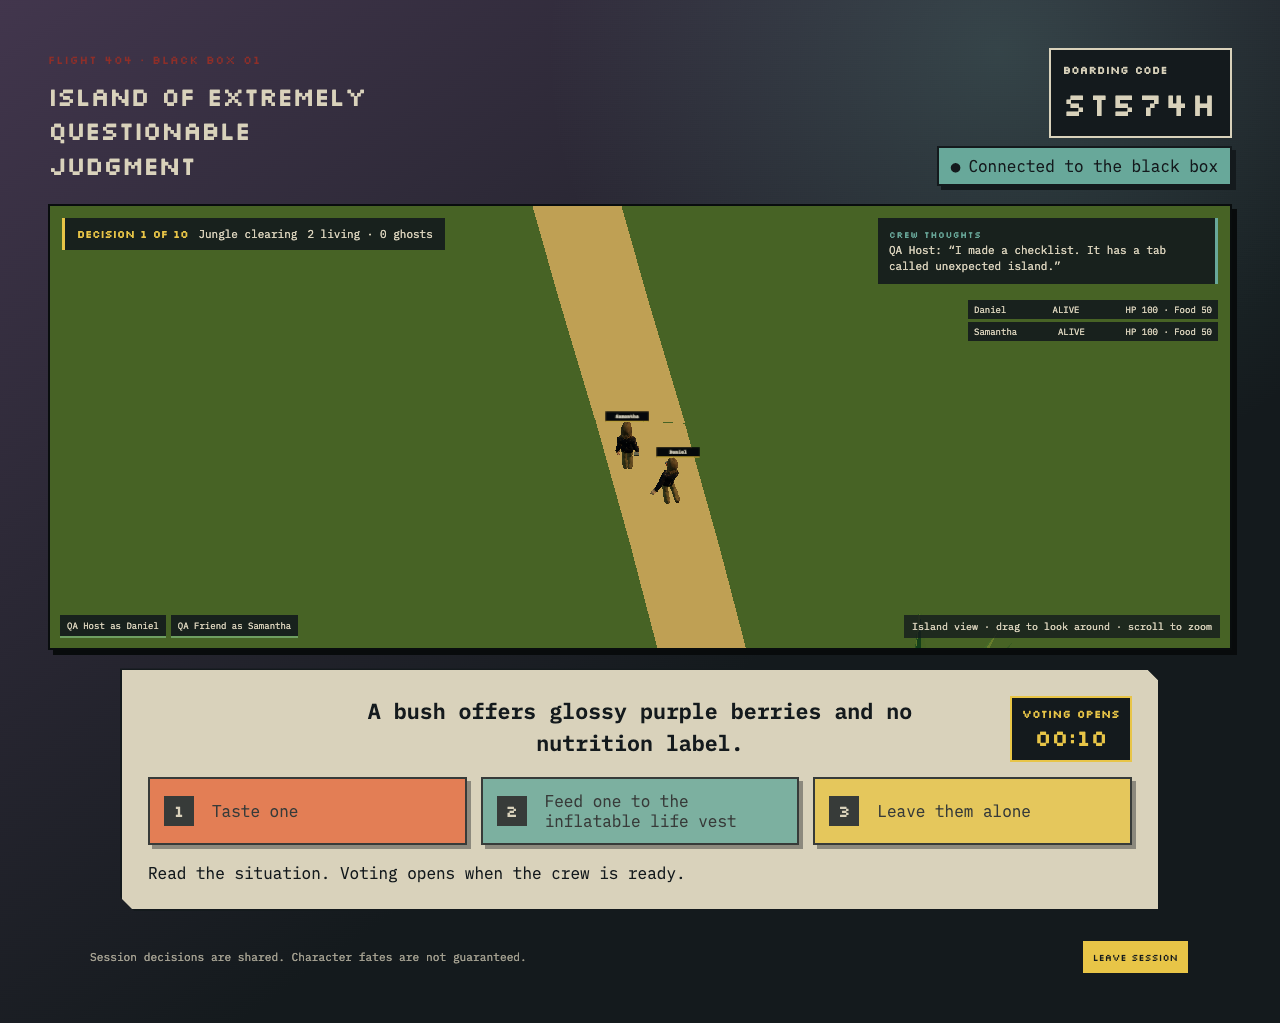 FLIGHT 404 · BLACK BOX 01
ISLAND OF EXTREMELY
QUESTIONABLE
JUDGMENT
BOARDING CODE
ST574H
● Connected to the black box
DECISION 1 OF 10 Jungle clearing 2 living · 0 ghosts
CREW THOUGHTS
QA Host: “I made a checklist. It has a tab
called unexpected island.”
Daniel ALIVE HP 100 · Food 50
Samantha ALIVE HP 100 · Food 50
Samantha
Daniel
QA Host as Daniel QA Friend as Samantha
Island view · drag to look around · scroll to zoom
A bush offers glossy purple berries and no
nutrition label.
VOTING OPENS
00:10
1 Taste one
2 Feed one to the
inflatable life vest
3 Leave them alone
Read the situation. Voting opens when the crew is ready.
Session decisions are shared. Character fates are not guaranteed.
LEAVE SESSION